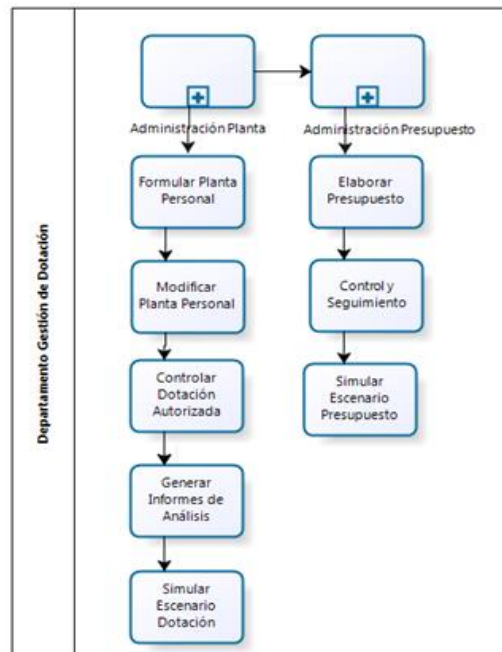 Departamento Gestión de Dotación
Administración Planta
Administración Presupuesto
Formular Planta
Personal
Elaborar
Presupuesto
Modificar
Planta Personal
Control y
Seguimiento
Controlar
Dotación
Autorizada
Simular
Escenario
Presupuesto
Generar
Informes de
Análisis
Simular
Escenario
Dotación